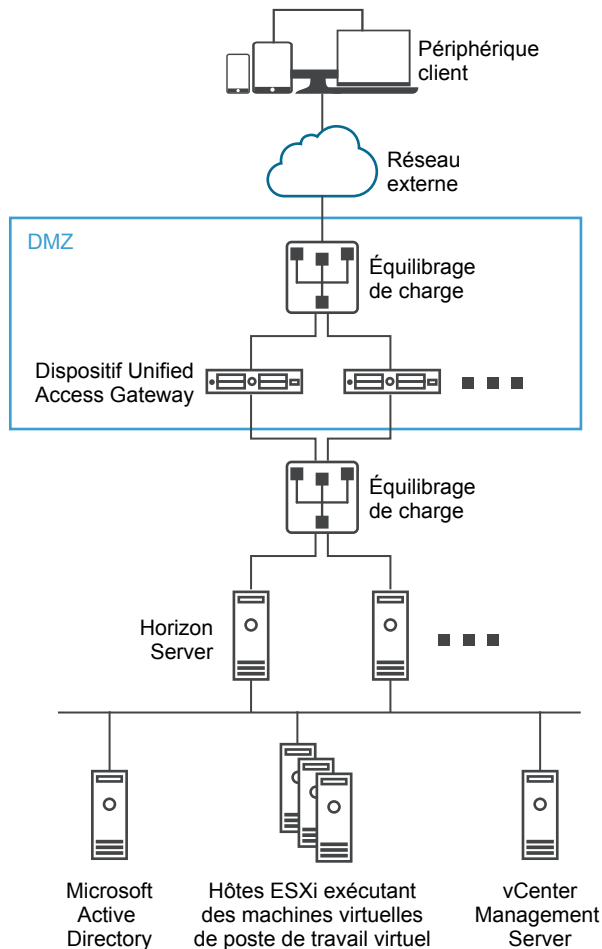 Périphérique
client
Réseau
externe
DMZ
Équilibrage
de charge
Dispositif Unified
Access Gateway
Équilibrage
de charge
Horizon
Server
Microsoft
Active
Directory
Hôtes ESXi exécutant
des machines virtuelles
de poste de travail virtuel
vCenter
Management
Server